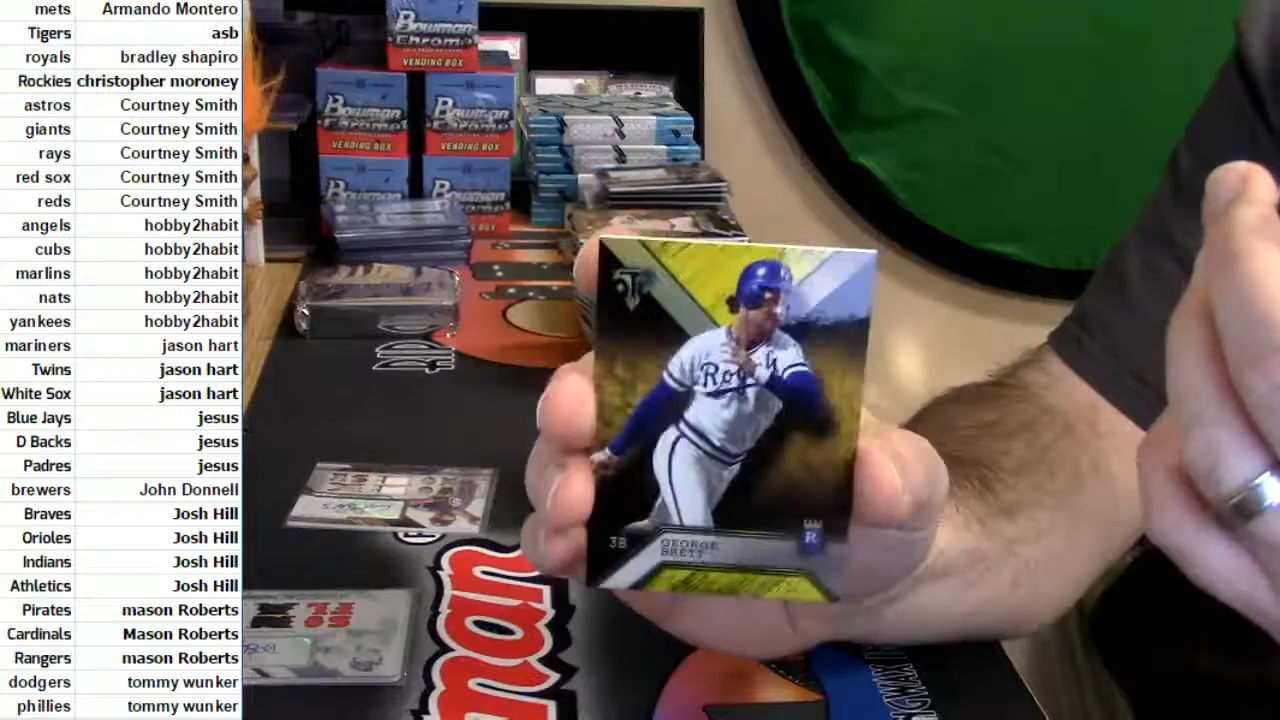 mets Armando Montero
Tigers asb
royals bradley shapiro
Rockies christopher moroney
astros Courtney Smith
giants Courtney Smith
rays Courtney Smith
red sox Courtney Smith
reds Courtney Smith
angels hobby2habit
cubs hobby2habit
marlins hobby2habit
nats hobby2habit
yankees hobby2habit
mariners jason hart
Twins jason hart
White Sox jason hart
Blue Jays jesus
D Backs jesus
Padres jesus
brewers John Donnell
Braves Josh Hill
Orioles Josh Hill
Indians Josh Hill
Athletics Josh Hill
Pirates mason Roberts
Cardinals Mason Roberts
Rangers mason Roberts
dodgers tommy wunker
phillies tommy wunker
Bowman
Chrome
VENDING BOX
Bowman
Chrome
VENDING BOX
Bowman
Chrome
VENDING BOX
Bowman
Bowman
Royals
3B
GEORGE
BRETT
R